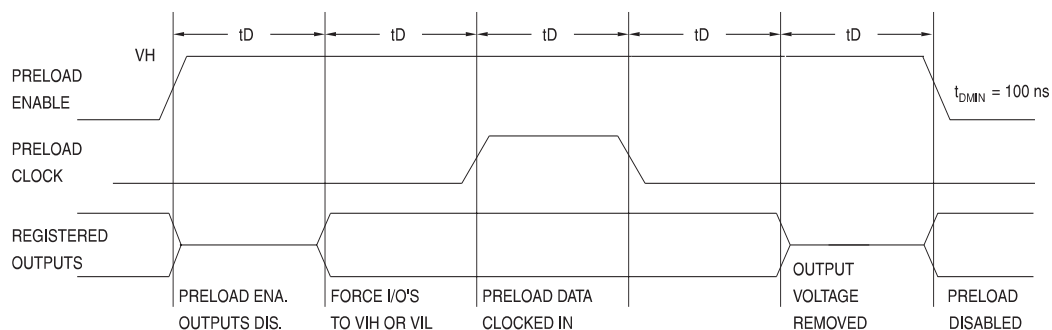 tD tD tD tD tD
VH
PRELOAD
ENABLE
tDMIN = 100 ns
PRELOAD
CLOCK
REGISTERED
OUTPUTS
PRELOAD ENA.
OUTPUTS DIS.
FORCE I/O'S
TO VIH OR VIL
PRELOAD DATA
CLOCKED IN
OUTPUT
VOLTAGE
REMOVED
PRELOAD
DISABLED